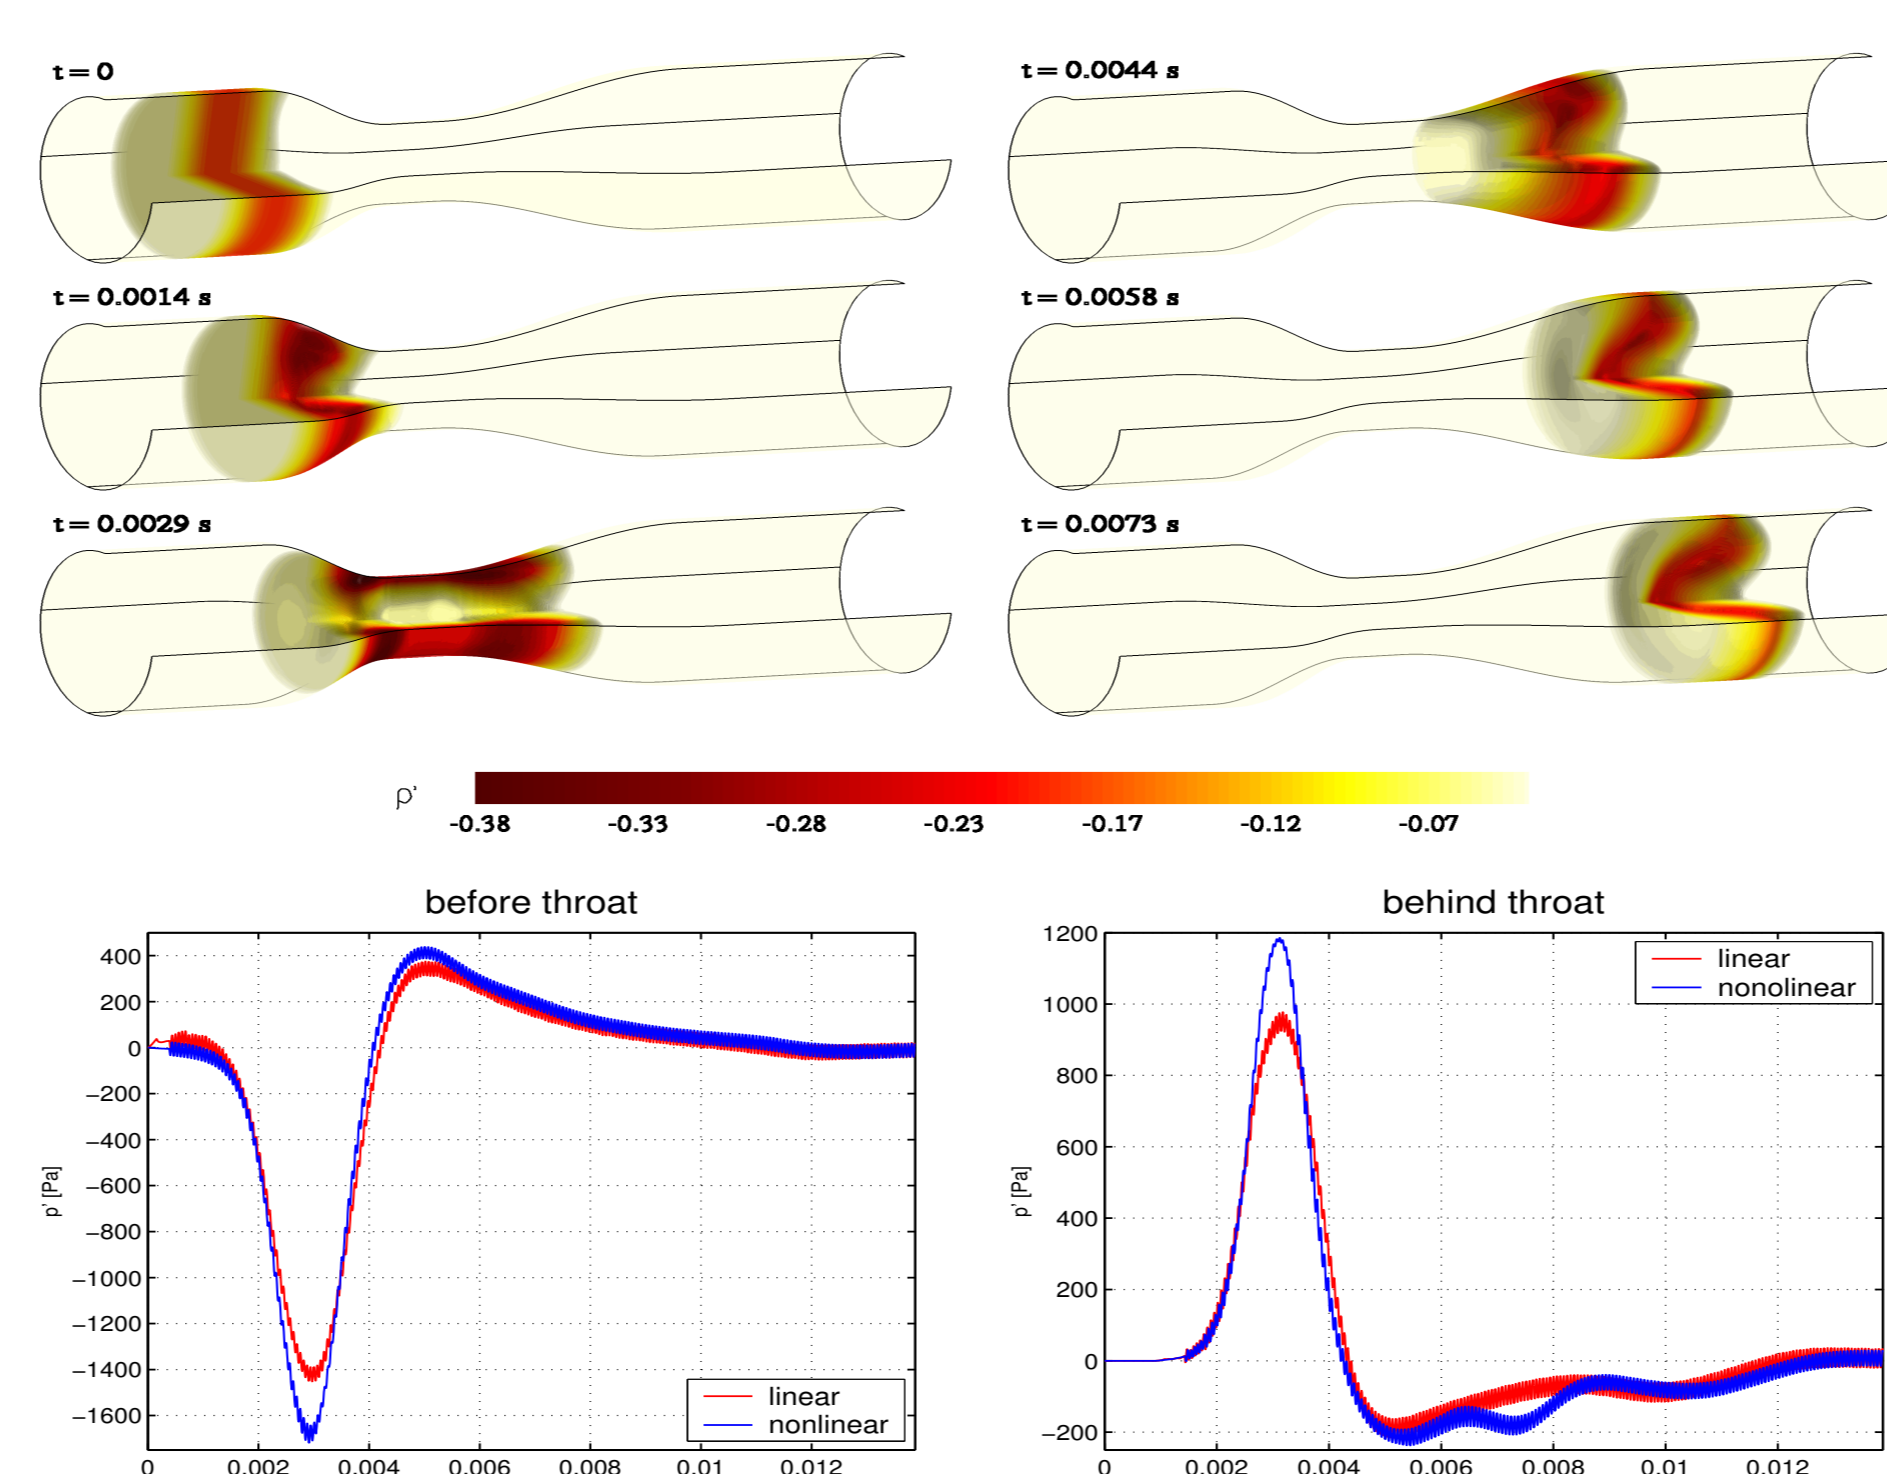 t = 0
t = 0.0014 s
t = 0.0029 s
t = 0.0044 s
t = 0.0058 s
t = 0.0073 s
ρ'
-0.38 -0.33 -0.28 -0.23 -0.17 -0.12 -0.07
before throat
400
200
0
−200
−400
−600
−800
−1000
−1200
−1400
−1600
p' [Pa]
linear
nonlinear
0 0.002 0.004 0.006 0.008 0.01 0.012
behind throat
1200
1000
800
600
400
200
0
−200
p' [Pa]
linear
nonolinear
0 0.002 0.004 0.006 0.008 0.01 0.012